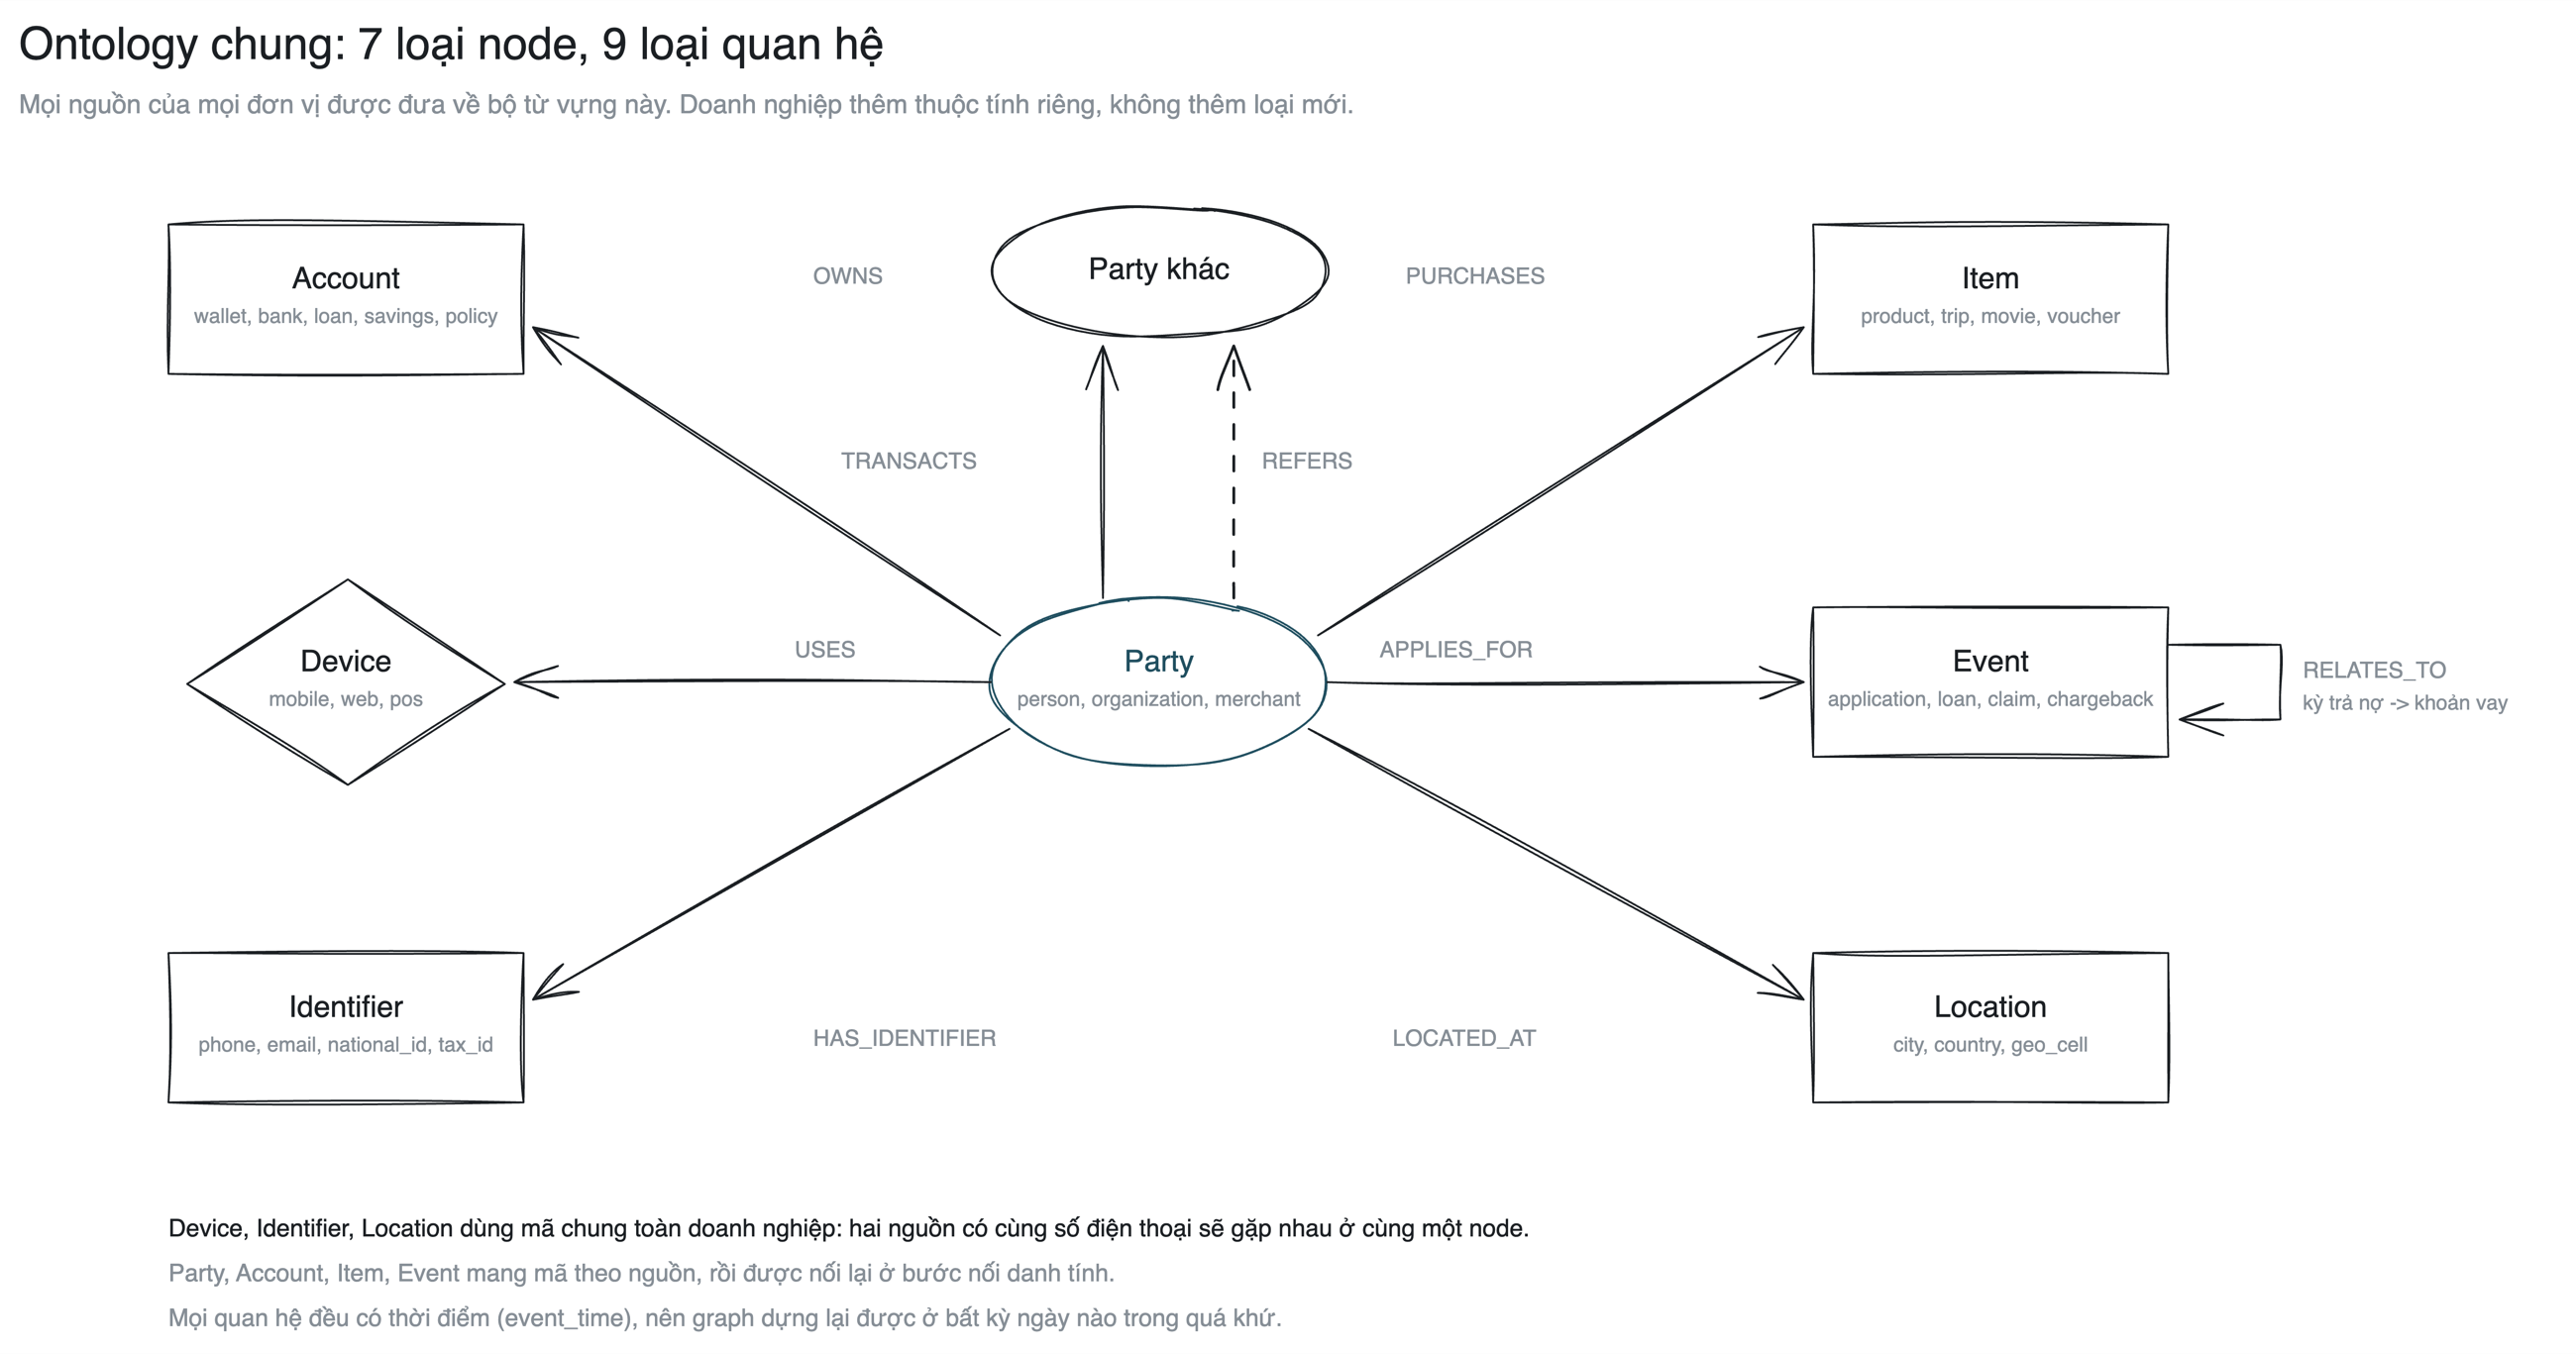 Ontology chung: 7 loại node, 9 loại quan hệ
Mọi nguồn của mọi đơn vị được đưa về bộ từ vựng này. Doanh nghiệp thêm thuộc tính riêng, không thêm loại mới.
Account
wallet, bank, loan, savings, policy
OWNS
Party khác
PURCHASES
Item
product, trip, movie, voucher
TRANSACTS
REFERS
Device
mobile, web, pos
USES
Party
person, organization, merchant
APPLIES_FOR
Event
application, loan, claim, chargeback
RELATES_TO
kỳ trả nợ -> khoản vay
Identifier
phone, email, national_id, tax_id
HAS_IDENTIFIER
LOCATED_AT
Location
city, country, geo_cell
Device, Identifier, Location dùng mã chung toàn doanh nghiệp: hai nguồn có cùng số điện thoại sẽ gặp nhau ở cùng một node.
Party, Account, Item, Event mang mã theo nguồn, rồi được nối lại ở bước nối danh tính.
Mọi quan hệ đều có thời điểm (event_time), nên graph dựng lại được ở bất kỳ ngày nào trong quá khứ.